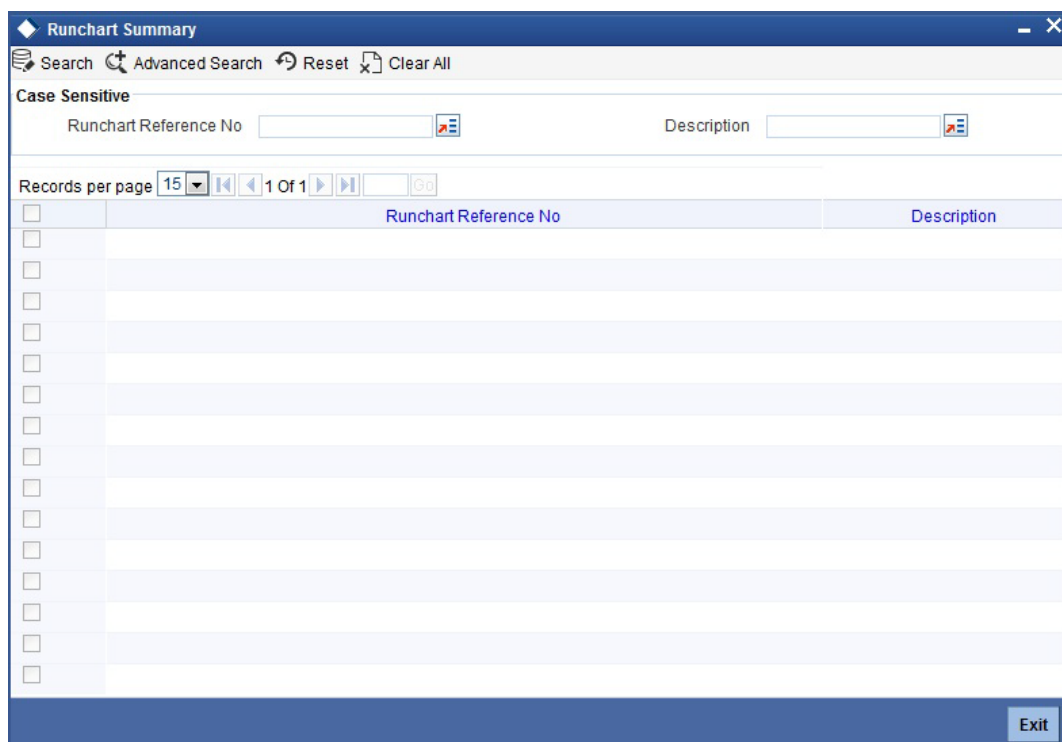 Runchart Summary
Search Advanced Search Reset Clear All
Case Sensitive
Runchart Reference No Description
Records per page 15 1 Of 1 Go
Runchart Reference No Description
Exit